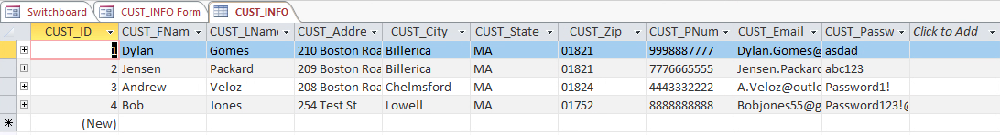 Switchboard CUST_INFO Form CUST_INFO
CUST_ID CUST_FNam CUST_LName CUST_Addre CUST_City CUST_State CUST_Zip CUST_PNum CUST_Email CUST_Passw Click to Add
1 Dylan Gomes 210 Boston Roa Billerica MA 01821 9998887777 Dylan.Gomes@ asdad
2 Jensen Packard 209 Boston Roa Billerica MA 01821 7776665555 Jensen.Packard abc123
3 Andrew Veloz 208 Boston Roa Chelmsford MA 01824 4443332222 A.Veloz@outlo Password1!
4 Bob Jones 254 Test St Lowell MA 01752 8888888888 Bobjones55@g Password123!@
(New)